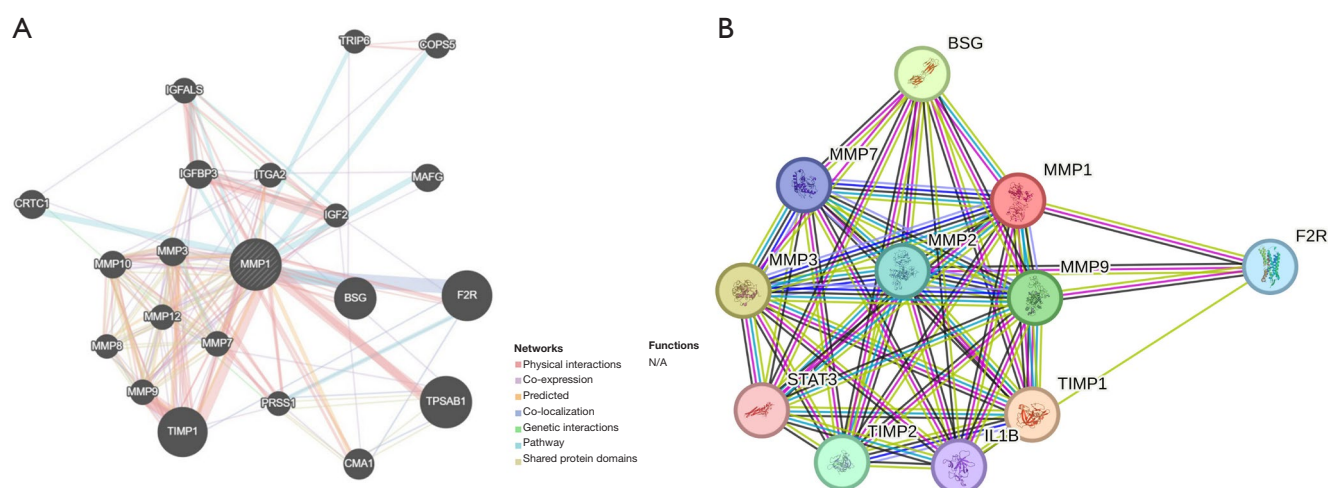 A
TRIP6
COPS5
IGFALS
IGFBP3
ITGA2
MAFG
CRTC1
IGF2
MMP3
MMP10
MMP1
BSG
F2R
MMP12
MMP8
MMP7
MMP9
PRSS1
TPSAB1
TIMP1
CMA1
Networks
Physical interactions
Co-expression
Predicted
Co-localization
Genetic interactions
Pathway
Shared protein domains
Functions
N/A
B
BSG
MMP7
MMP1
MMP2
F2R
MMP3
MMP9
STAT3
TIMP1
TIMP2
IL1B